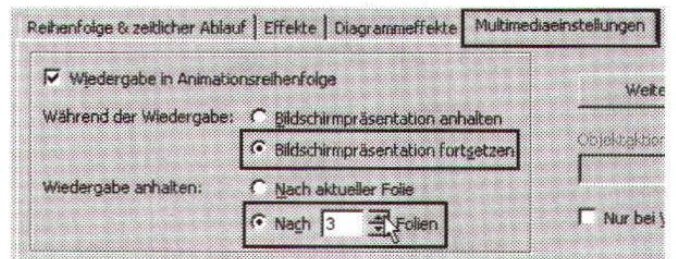 Reihenfolge & zeitlicher Ablauf Effekte Diagrammeffekte Multimediaeinstellungen
Wiedergabe in Animationsreihenfolge
Weite
Während der Wiedergabe: Bildschirmpräsentation anhalten
Bildschirmpräsentation fortsetzen
Objektaktion
Wiedergabe anhalten: Nach aktueller Folie
Nach 3 Folien
Nur bei